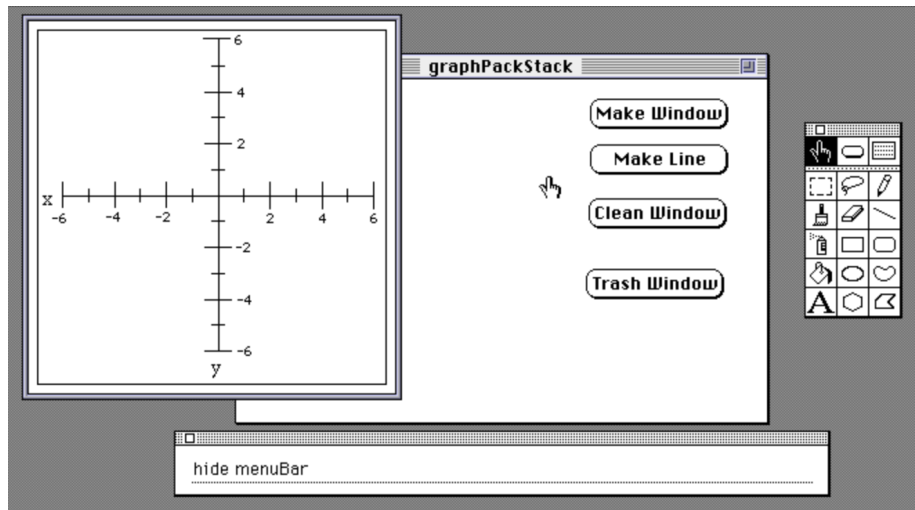 graphPackStack
6
4
2
x
-6 -4 -2 2 4 6
-2
-4
-6
y
Make Window
Make Line
Clean Window
Trash Window
A
hide menuBar